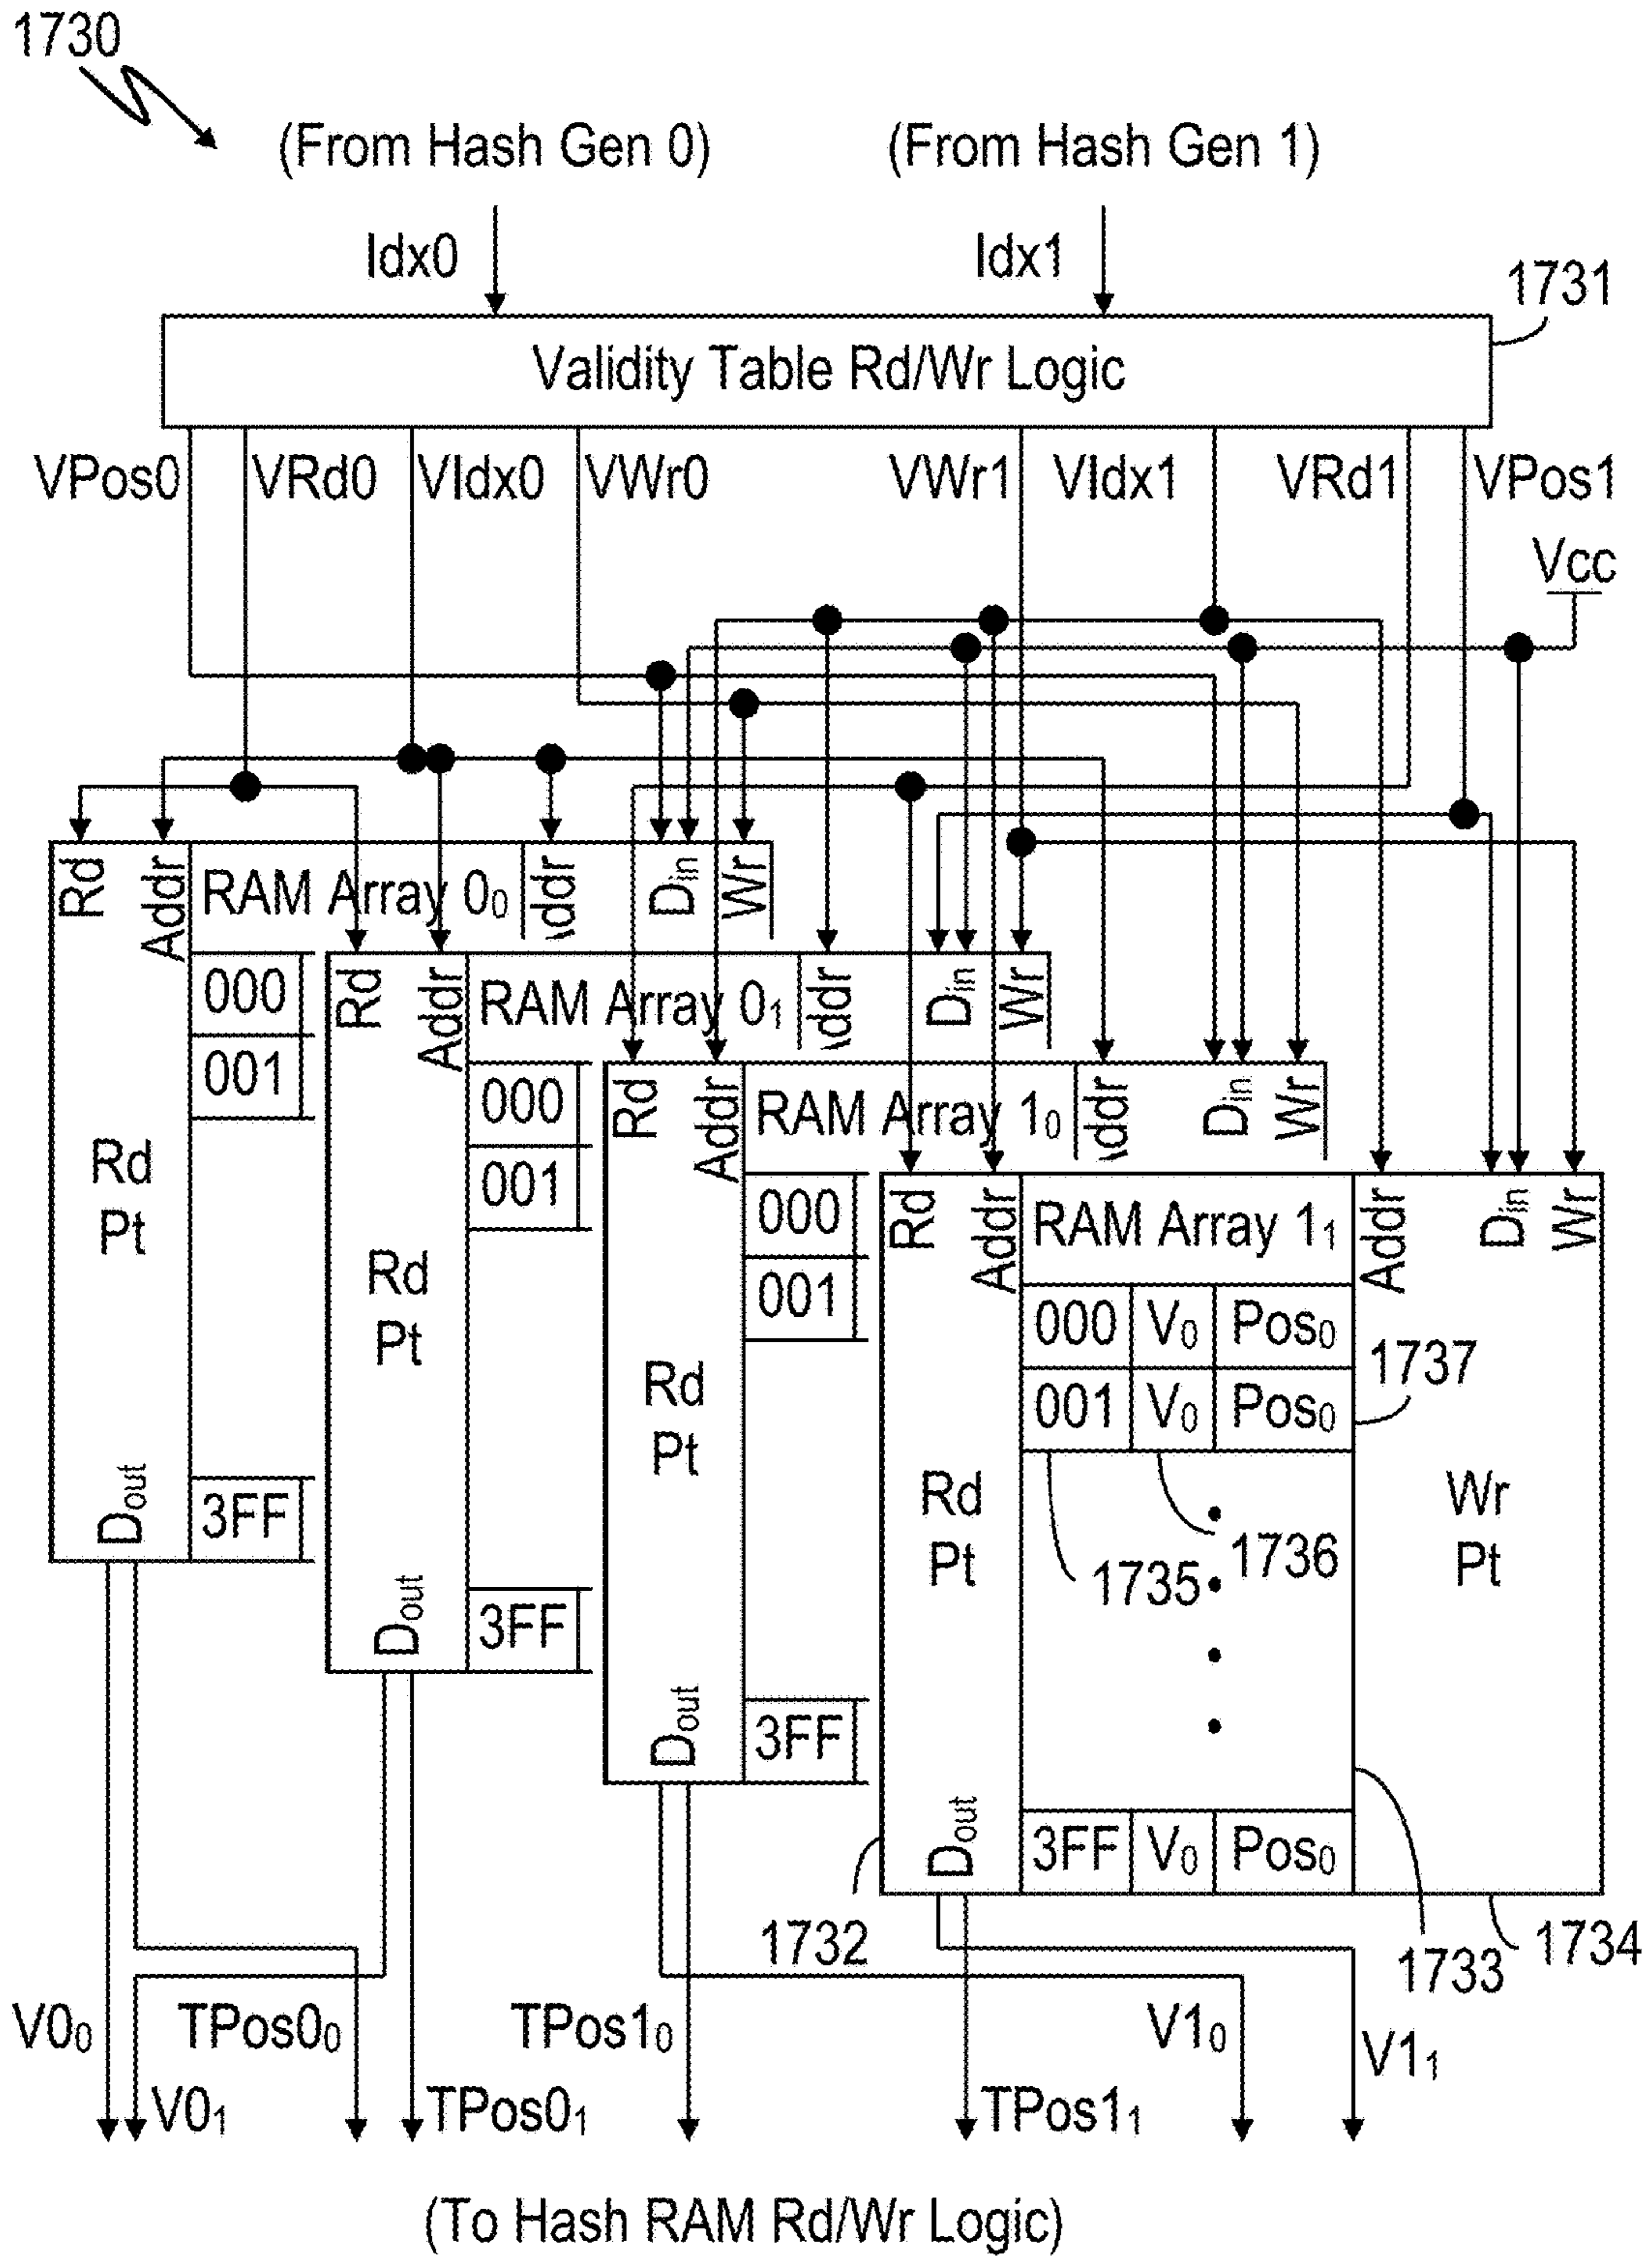 1730
(From Hash Gen 0) (From Hash Gen 1)
Idx0 Idx1
1731
Validity Table Rd/Wr Logic
VPos0 VRd0 VIdx0 VWr0 VWr1 VIdx1 VRd1 VPos1
Vcc
Rd Addr RAM Array 0₀ Addr Din Wr
000
001
Rd Pt
3FF
Dout
Rd Addr RAM Array 0₁ Addr Din Wr
000
001
Rd Pt
3FF
Dout
Rd Addr RAM Array 1₀ Addr Din Wr
000
001
Rd Pt
3FF
Dout
Rd Addr RAM Array 1₁ Addr Din Wr
000 V₀ Pos₀
1737
001 V₀ Pos₀
Rd Pt
Wr Pt
1735 1736
3FF V₀ Pos₀
Dout
1732 1733 1734
V0₀ TPos0₀ TPos1₀ V1₀ V1₁
V0₁ TPos0₁ TPos1₁
(To Hash RAM Rd/Wr Logic)